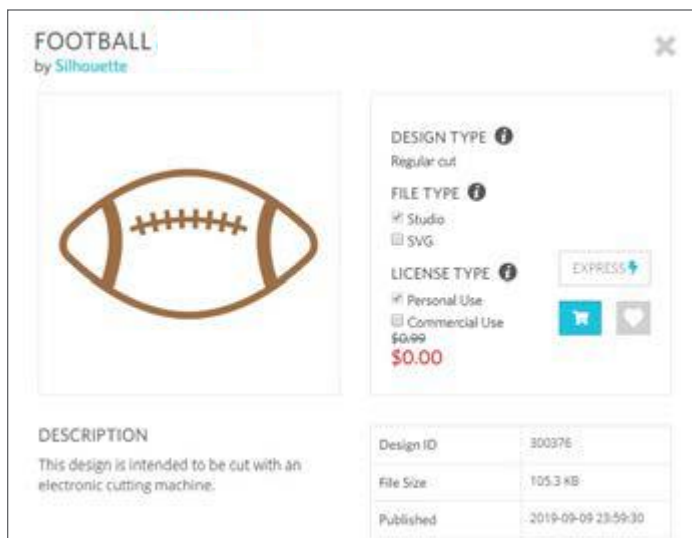 FOOTBALL
by Silhouette
DESIGN TYPE
Regular cut
FILE TYPE
Studio
SVG
LICENSE TYPE
EXPRESS
Personal Use
Commercial Use
$0.99
$0.00
DESCRIPTION
This design is intended to be cut with an
electronic cutting machine.
Design ID 300376
File Size 105.3 KB
Published 2019-09-09 23:59:30